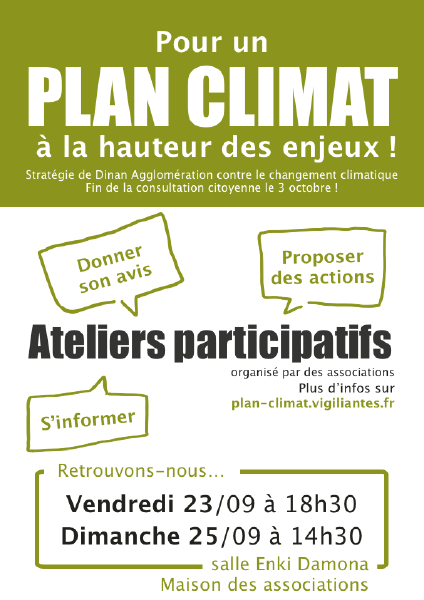 Pour un
PLAN CLIMAT
à la hauteur des enjeux !
Stratégie de Dinan Agglomération contre le changement climatique
Fin de la consultation citoyenne le 3 octobre !
Donner
son avis
Proposer
des actions
Ateliers participatifs
organisé par des associations
Plus d'infos sur
plan-climat.vigiliantes.fr
S'informer
Retrouvons-nous...
Vendredi 23/09 à 18h30
Dimanche 25/09 à 14h30
salle Enki Damona
Maison des associations